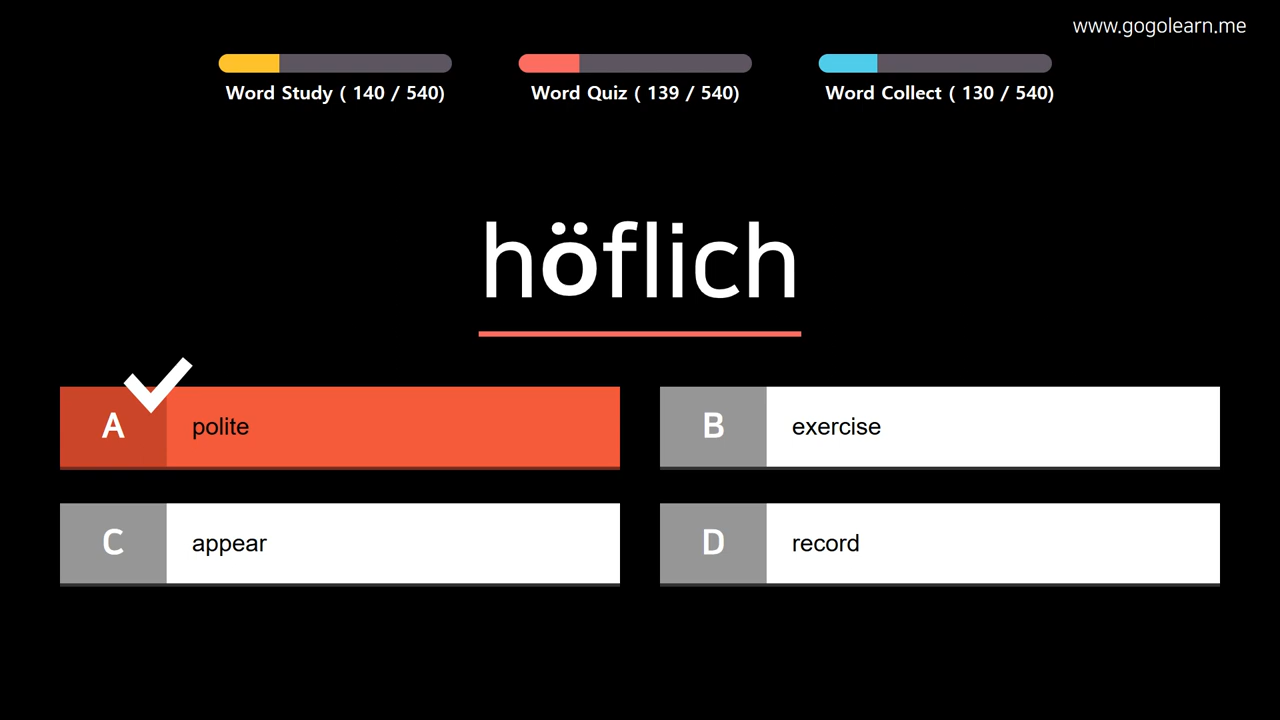 www.gogolearn.me
Word Study ( 140 / 540)
Word Quiz ( 139 / 540)
Word Collect ( 130 / 540)
höflich
A polite
B exercise
C appear
D record